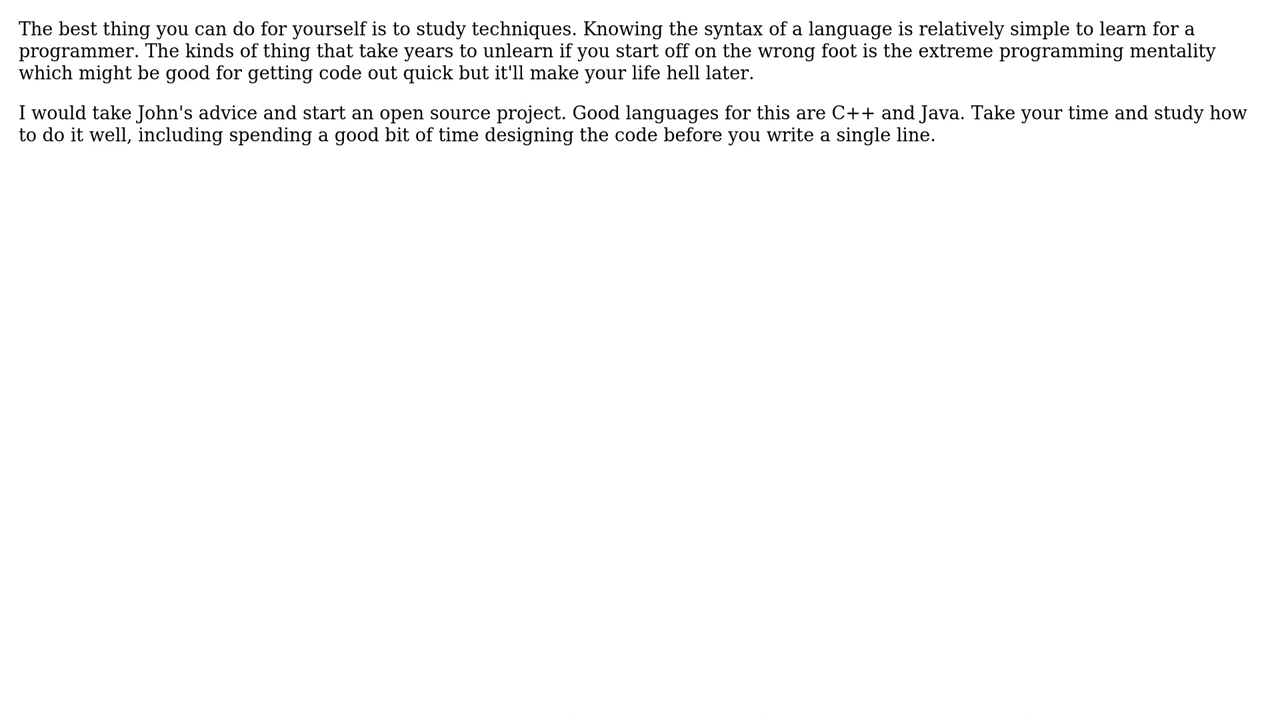 The best thing you can do for yourself is to study techniques. Knowing the syntax of a language is relatively simple to learn for a
programmer. The kinds of thing that take years to unlearn if you start off on the wrong foot is the extreme programming mentality
which might be good for getting code out quick but it'll make your life hell later.
I would take John's advice and start an open source project. Good languages for this are C++ and Java. Take your time and study how
to do it well, including spending a good bit of time designing the code before you write a single line.